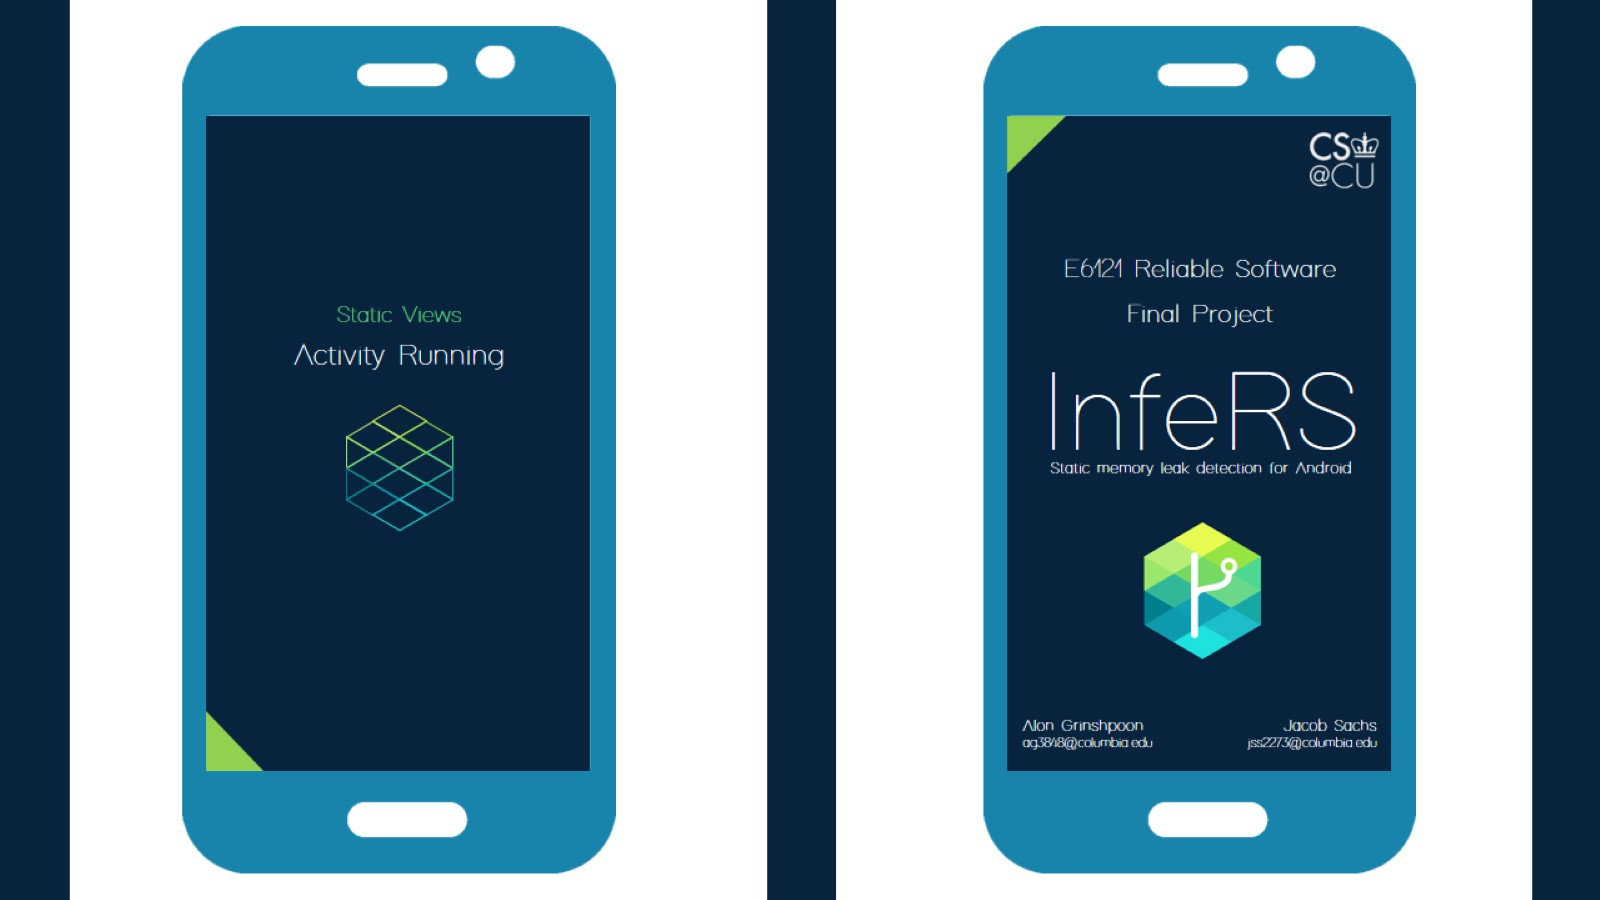 Static Views
Activity Running
CS
@CU
E6121 Reliable Software
Final Project
InfeRS
Static memory leak detection for Android
Alon Grinshpoon
ag3848@columbia.edu
Jacob Sachs
jss2273@columbia.edu